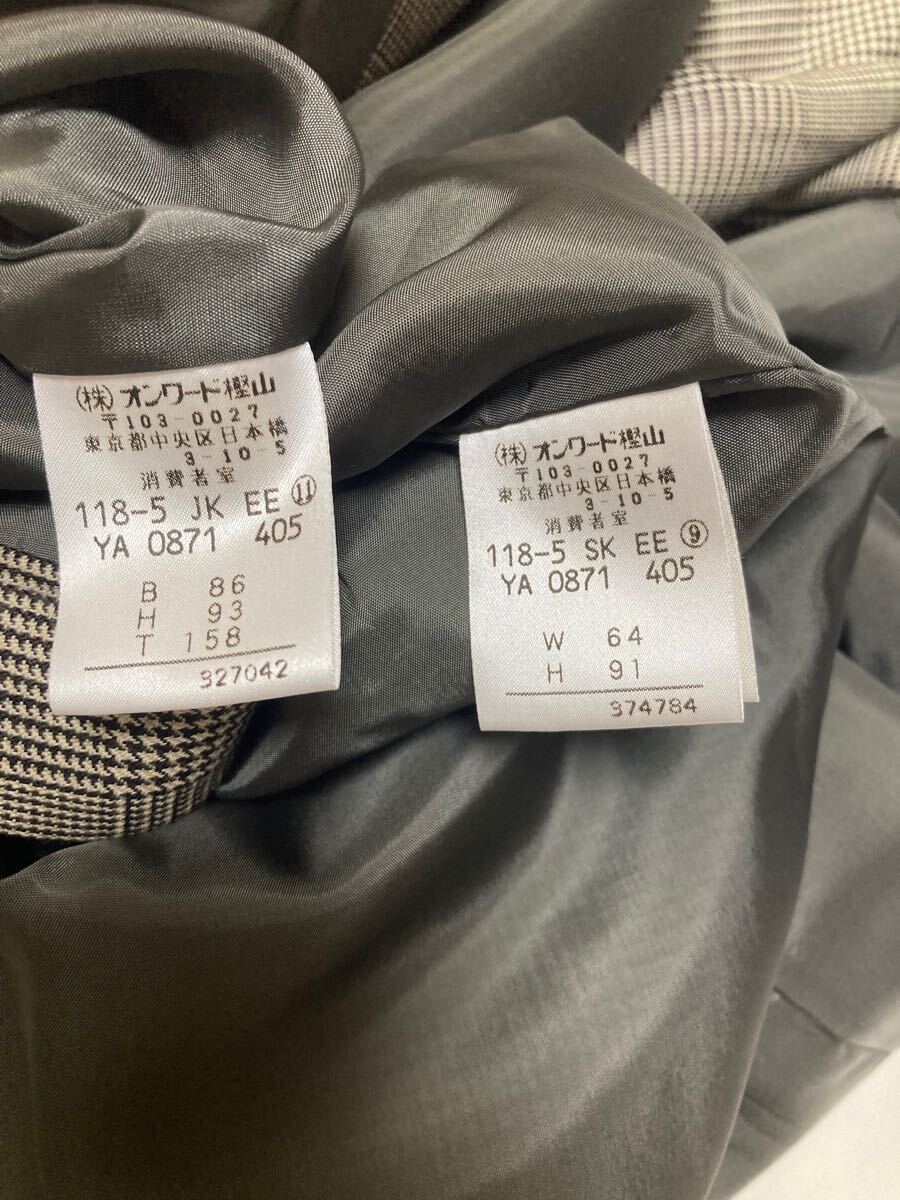 (株)オンワード樫山
〒103-0027
東京都中央区日本橋
3-10-5
消費者室
118-5 JK EE ⑪
YA 0871 405
B 86
H 93
T 158
327042
(株)オンワード樫山
〒103-0027
東京都中央区日本橋
3-10-5
消費者室
118-5 SK EE ⑨
YA 0871 405
W 64
H 91
374784